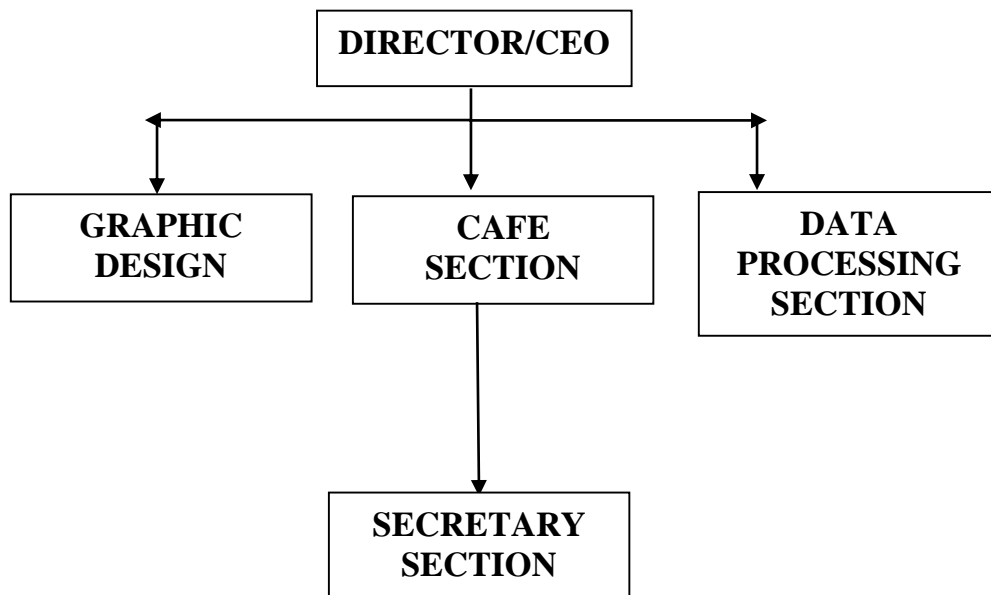 DIRECTOR/CEO
GRAPHIC
DESIGN
CAFE
SECTION
DATA
PROCESSING
SECTION
SECRETARY
SECTION